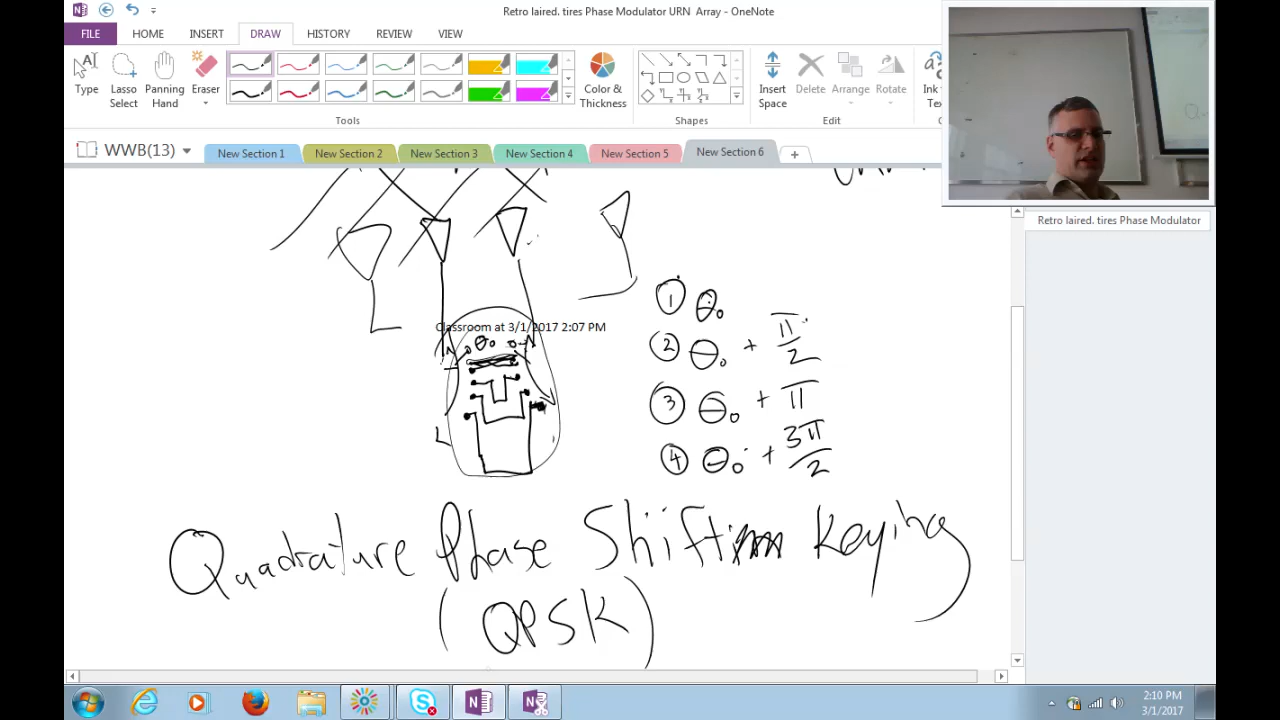 Retro laired. tires Phase Modulator URN Array - OneNote
FILE
HOME
INSERT
DRAW
HISTORY
REVIEW
VIEW
Type
Lasso Select
Panning Hand
Eraser
Color & Thickness
Insert Space
Delete
Arrange
Rotate
Ink to
Tools
Shapes
Edit
WWB(13)
New Section 1
New Section 2
New Section 3
New Section 4
New Section 5
New Section 6
Retro laired. tires Phase Modulator
Classroom at 3/1/2017 2:07 PM
θ₀
① θ₀
② θ₀ + π/2
③ θ₀ + π
④ θ₀ + 3π/2
Quadrature Phase Shift Keying
(QPSK)
2:10 PM
3/1/2017